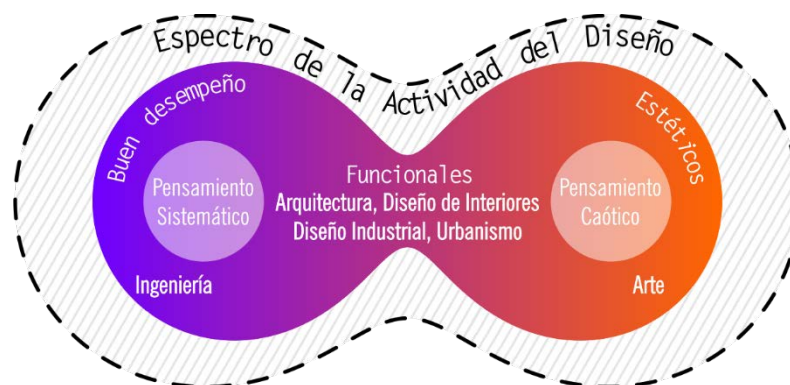 Espectro de la Actividad del Diseño
Buen desempeño
Estéticos
Funcionales
Pensamiento
Sistemático
Arquitectura, Diseño de Interiores
Diseño Industrial, Urbanismo
Pensamiento
Caótico
Ingeniería
Arte